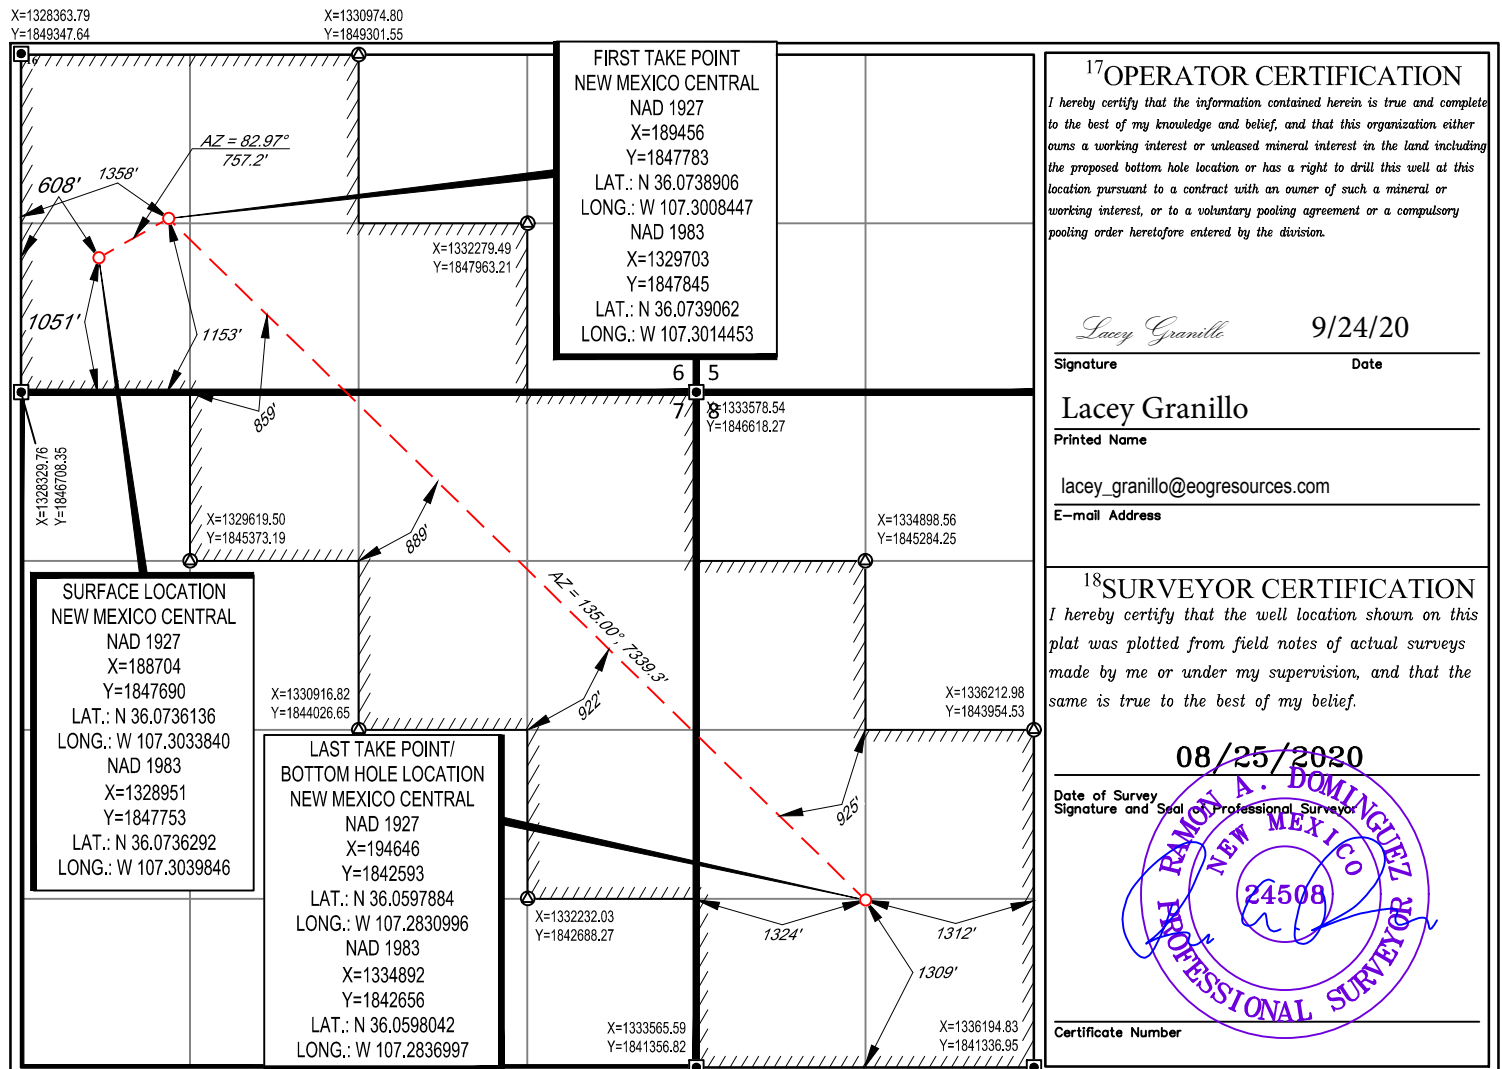 X=1328363.79
Y=1849347.64
X=1330974.80
Y=1849301.55
16
AZ = 82.97°
757.2'
1358'
608'
1051'
1153'
FIRST TAKE POINT
NEW MEXICO CENTRAL
NAD 1927
X=189456
Y=1847783
LAT.: N 36.0738906
LONG.: W 107.3008447
NAD 1983
X=1329703
Y=1847845
LAT.: N 36.0739062
LONG.: W 107.3014453
X=1332279.49
Y=1847963.21
6 5
7 8
X=1333578.54
Y=1846618.27
859'
X=1328329.76
Y=1846708.35
X=1329619.50
Y=1845373.19
889'
X=1334898.56
Y=1845284.25
AZ = 135.00°, 7339.3'
SURFACE LOCATION
NEW MEXICO CENTRAL
NAD 1927
X=188704
Y=1847690
LAT.: N 36.0736136
LONG.: W 107.3033840
NAD 1983
X=1328951
Y=1847753
LAT.: N 36.0736292
LONG.: W 107.3039846
X=1330916.82
Y=1844026.65
922'
X=1336212.98
Y=1843954.53
LAST TAKE POINT/
BOTTOM HOLE LOCATION
NEW MEXICO CENTRAL
NAD 1927
X=194646
Y=1842593
LAT.: N 36.0597884
LONG.: W 107.2830996
NAD 1983
X=1334892
Y=1842656
LAT.: N 36.0598042
LONG.: W 107.2836997
925'
X=1332232.03
Y=1842688.27
1324'
1312'
1309'
X=1333565.59
Y=1841356.82
X=1336194.83
Y=1841336.95
17OPERATOR CERTIFICATION
I hereby certify that the information contained herein is true and complete
to the best of my knowledge and belief, and that this organization either
owns a working interest or unleased mineral interest in the land including
the proposed bottom hole location or has a right to drill this well at this
location pursuant to a contract with an owner of such a mineral or
working interest, or to a voluntary pooling agreement or a compulsory
pooling order heretofore entered by the division.
Lacey Granillo 9/24/20
Signature Date
Lacey Granillo
Printed Name
lacey_granillo@eogresources.com
E-mail Address
18SURVEYOR CERTIFICATION
I hereby certify that the well location shown on this
plat was plotted from field notes of actual surveys
made by me or under my supervision, and that the
same is true to the best of my belief.
08/25/2020
Date of Survey
Signature and Seal of Professional Surveyor
RAMON A. DOMINGUEZ
NEW MEXICO
24508
PROFESSIONAL SURVEYOR
Certificate Number